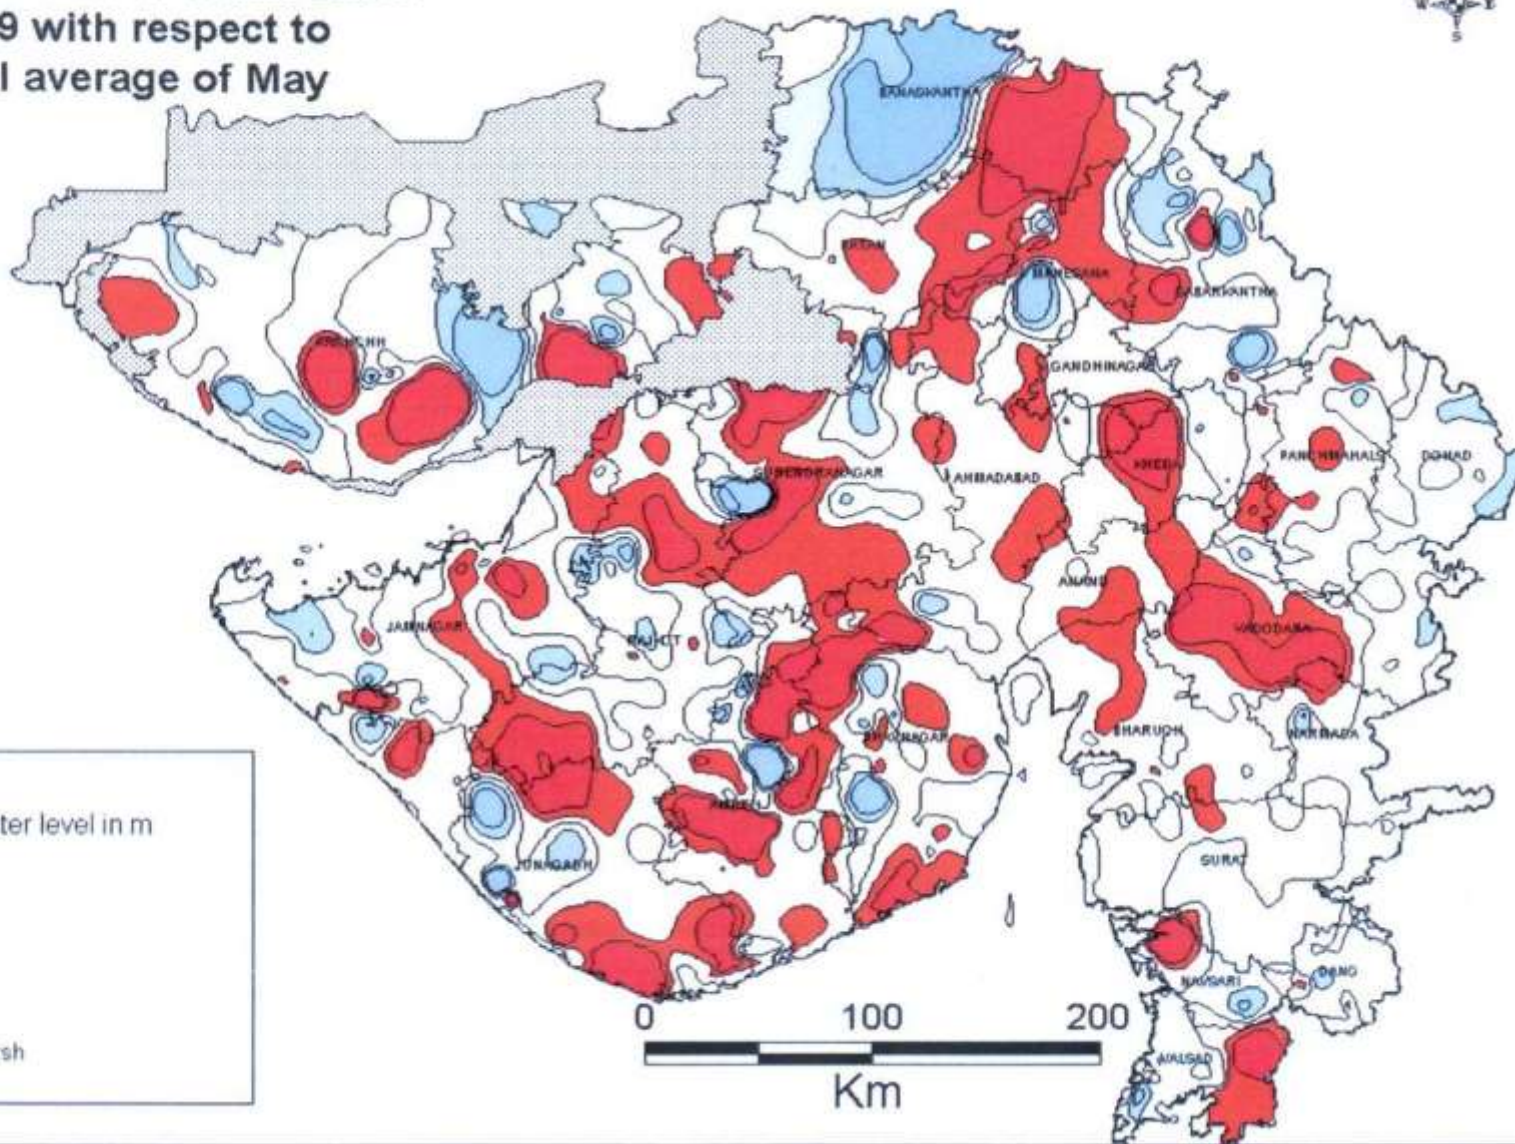 9 with respect to
l average of May
W E
S
BANASKANTHA
PATAN
MAHESANA
SABARKANTHA
KACHCHH
GANDHINAGAR
SURENDRANAGAR
AHMADABAD
KHEDA
PANCHMAHALS
DOHAD
ANAND
JAMNAGAR
RAJKOT
VADODARA
BHAVNAGAR
BHARUCH
NARMADA
AMRELI
ter level in m
JUNAGADH
SURAT
NAVSARI
DANG
0 100 200
Km
sh
VALSAD